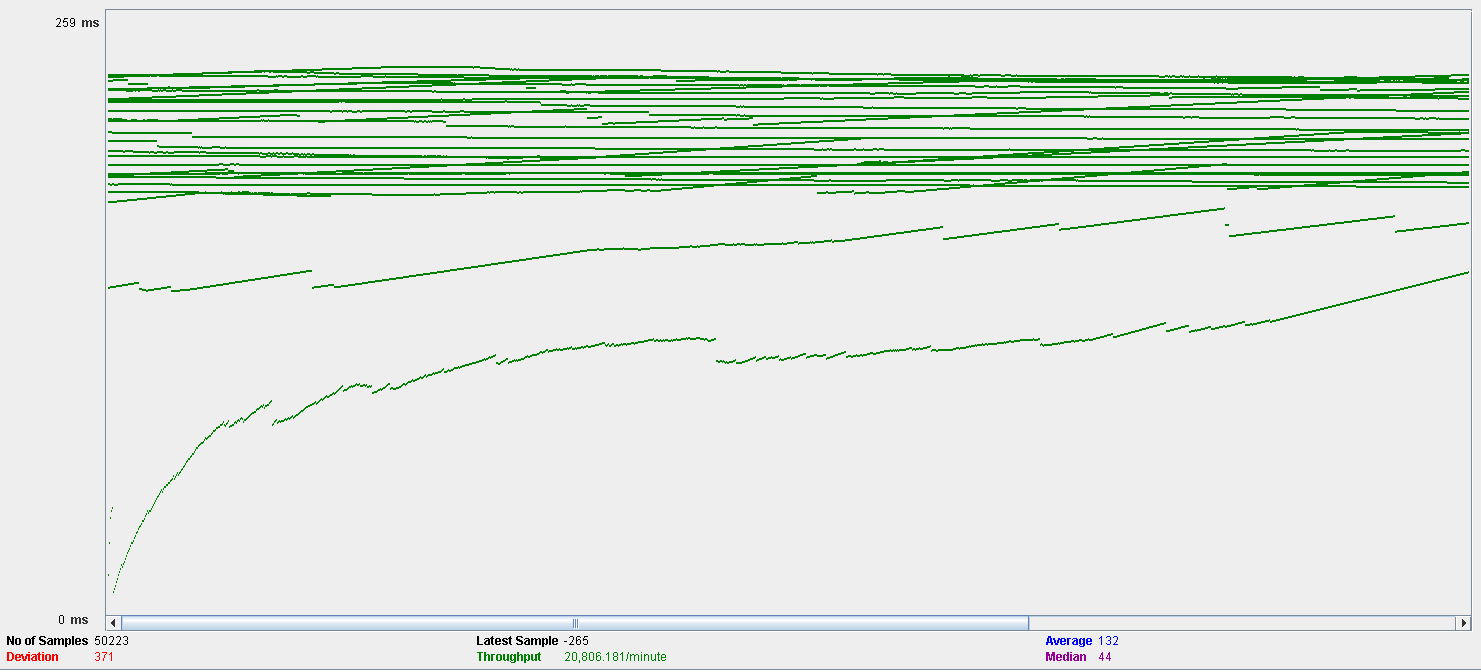 259 ms
0 ms
No of Samples 50223 Latest Sample -265 Average 132
Deviation 371 Throughput 20,806.181/minute Median 44